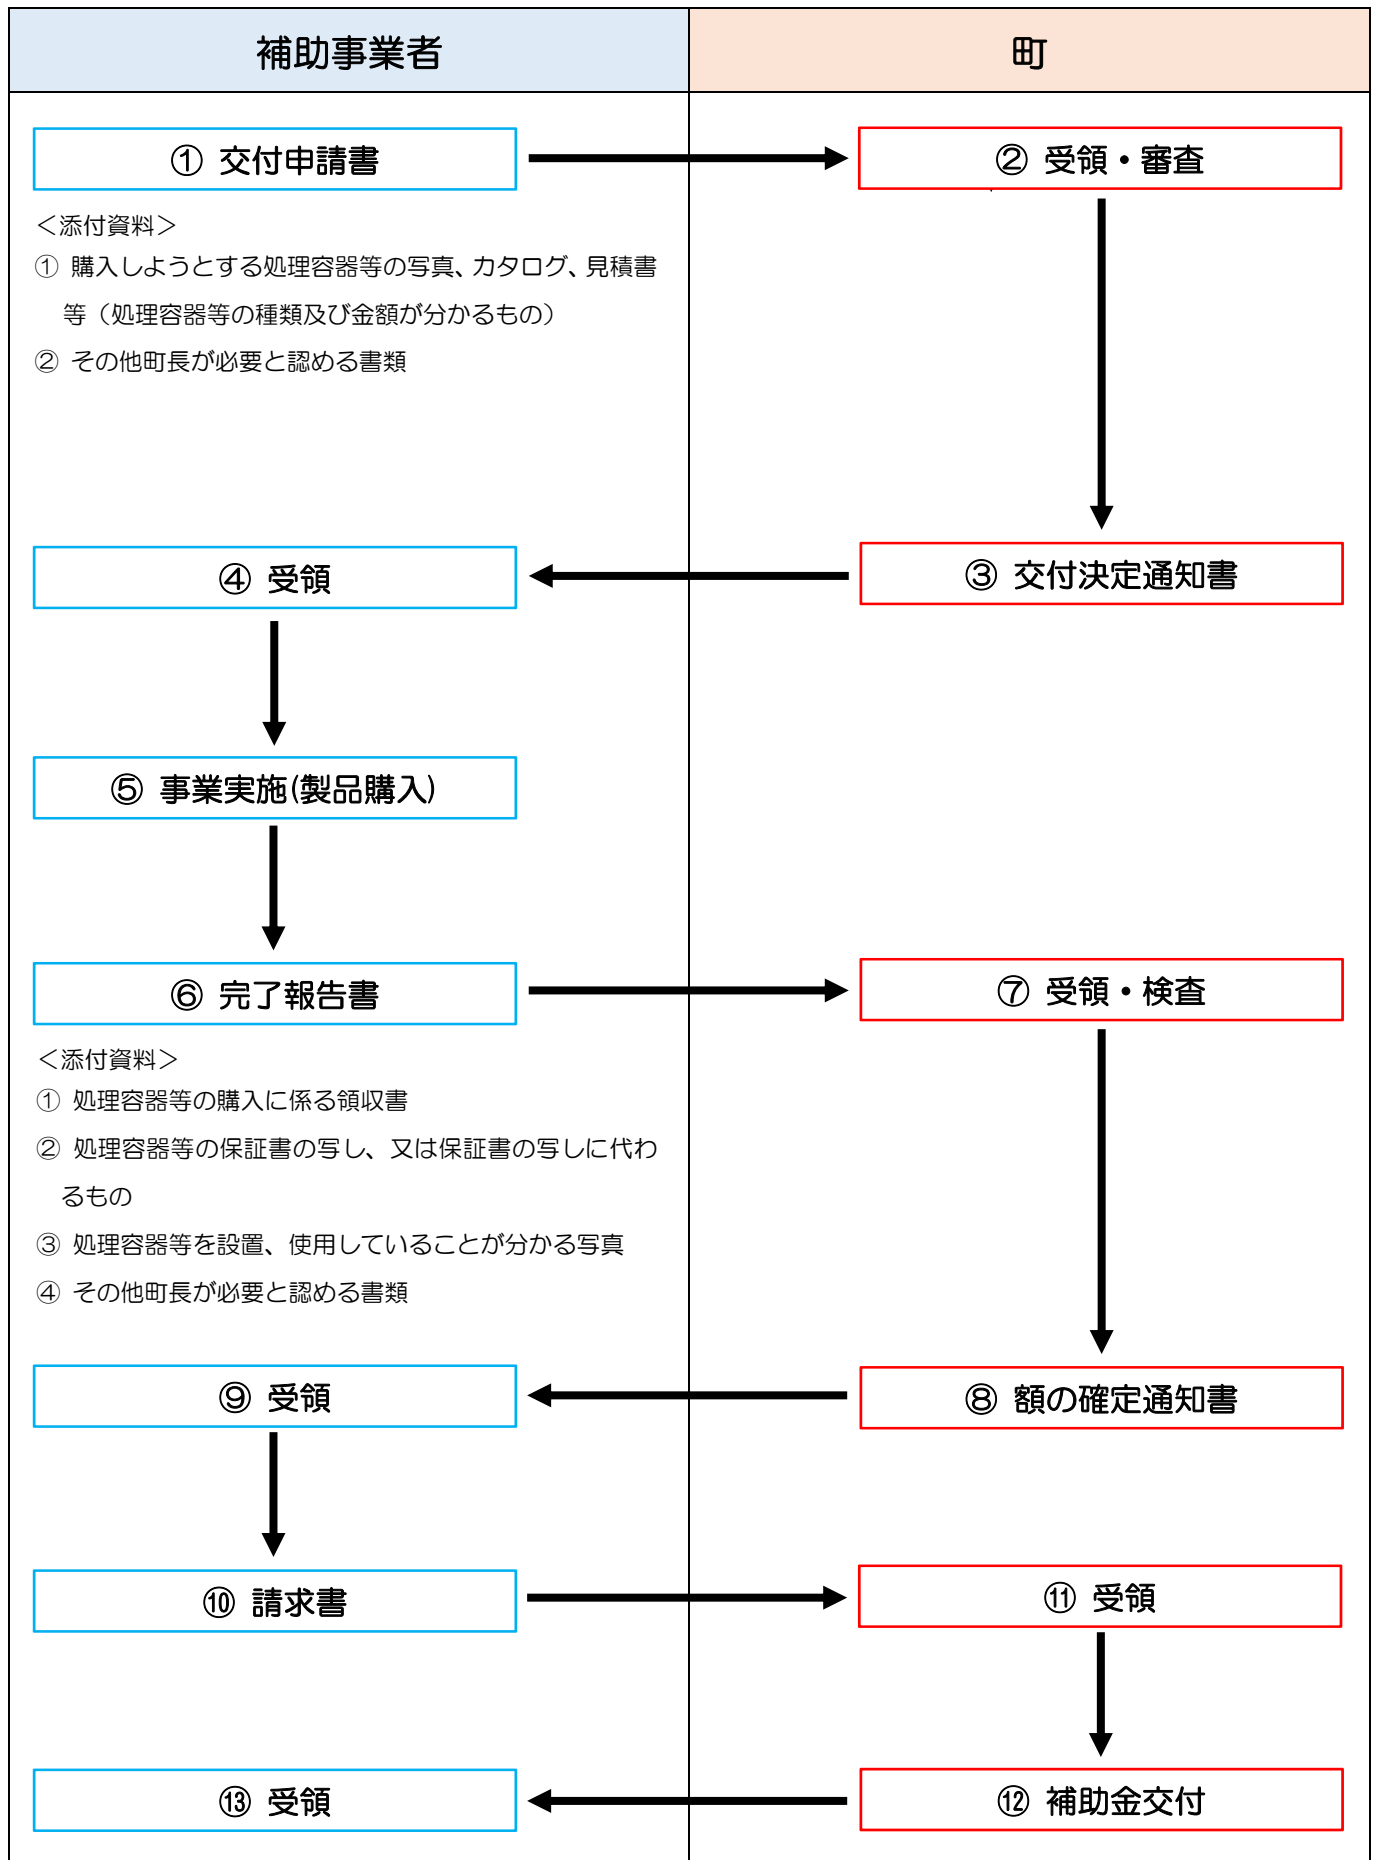 補助事業者
町
① 交付申請書
② 受領・審査
＜添付資料＞
① 購入しようとする処理容器等の写真、カタログ、見積書
等（処理容器等の種類及び金額が分かるもの）
② その他町長が必要と認める書類
④ 受領
③ 交付決定通知書
⑤ 事業実施(製品購入)
⑥ 完了報告書
⑦ 受領・検査
＜添付資料＞
① 処理容器等の購入に係る領収書
② 処理容器等の保証書の写し、又は保証書の写しに代わ
るもの
③ 処理容器等を設置、使用していることが分かる写真
④ その他町長が必要と認める書類
⑨ 受領
⑧ 額の確定通知書
⑩ 請求書
⑪ 受領
⑬ 受領
⑫ 補助金交付